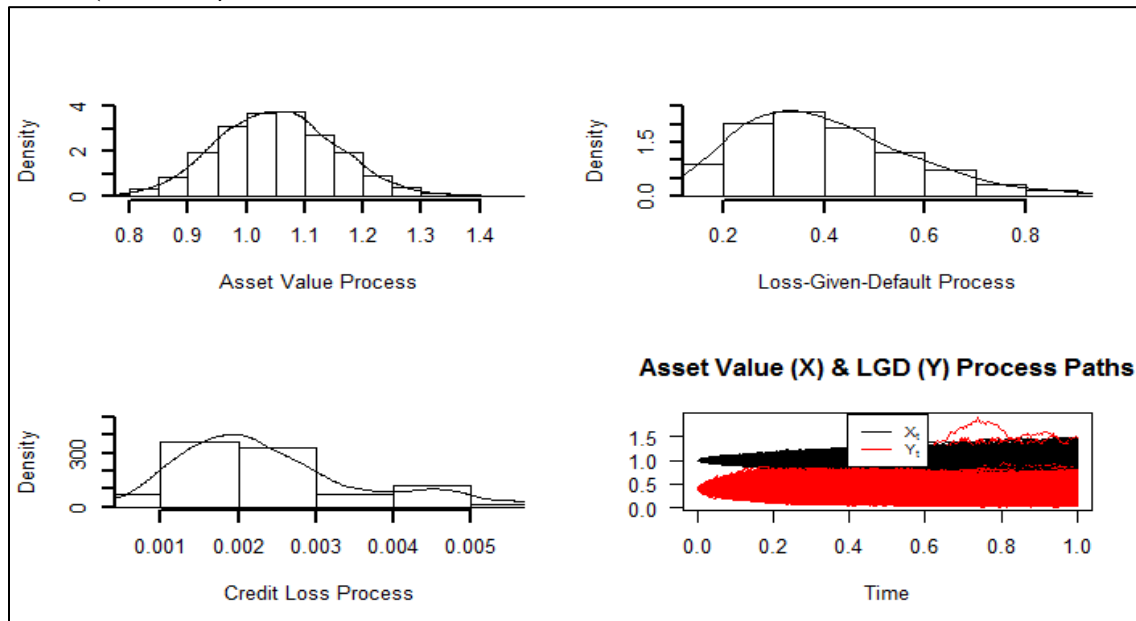 Density
4
2
0
0.8 0.9 1.0 1.1 1.2 1.3 1.4
Asset Value Process
Density
1.5
0.0
0.2 0.4 0.6 0.8
Loss-Given-Default Process
Density
300
0
0.001 0.002 0.003 0.004 0.005
Credit Loss Process
Asset Value (X) & LGD (Y) Process Paths
1.5
1.0
0.5
0.0
Xt
Yt
0.0 0.2 0.4 0.6 0.8 1.0
Time